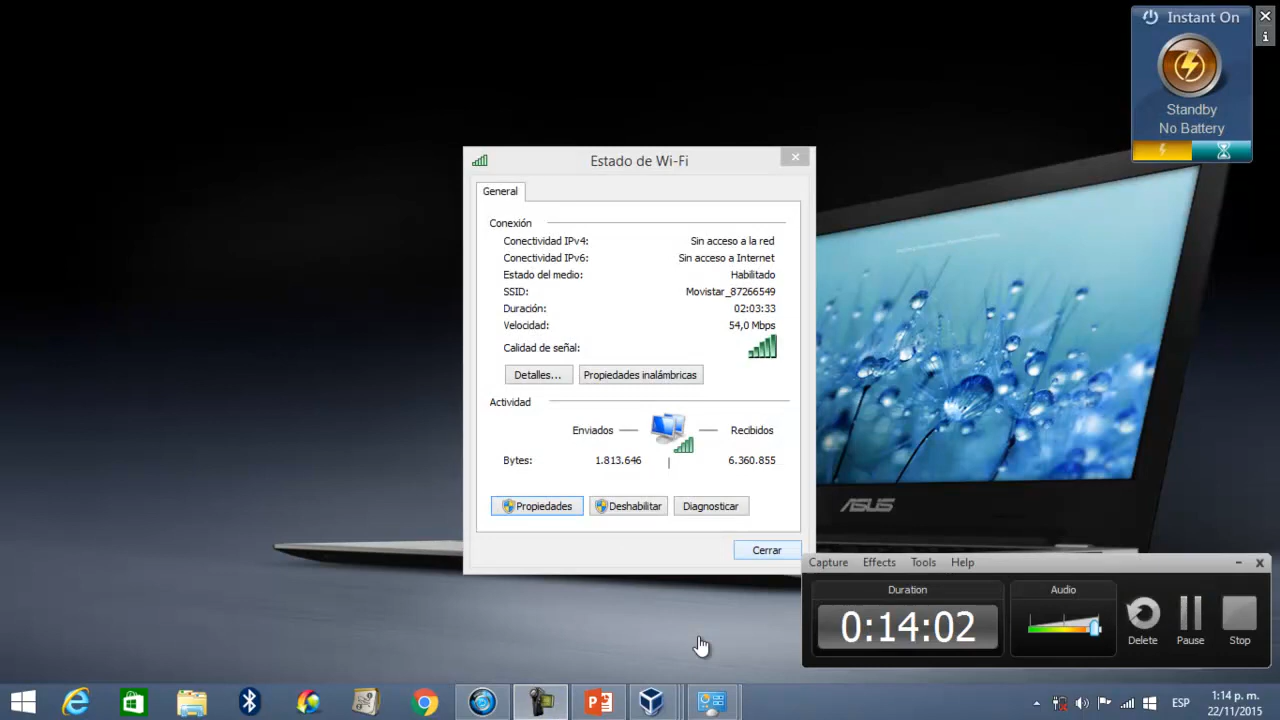 Instant On
Standby
No Battery
Estado de Wi-Fi
General
Conexión
Conectividad IPv4: Sin acceso a la red
Conectividad IPv6: Sin acceso a Internet
Estado del medio: Habilitado
SSID: Movistar_87266549
Duración: 02:03:33
Velocidad: 54,0 Mbps
Calidad de señal:
Detalles... Propiedades inalámbricas
Actividad
Enviados Recibidos
Bytes: 1.813.646 6.360.855
Propiedades Deshabilitar Diagnosticar
Cerrar
ASUS
Capture Effects Tools Help
Duration Audio
0:14:02
Delete Pause Stop
ESP
1:14 p. m.
22/11/2015